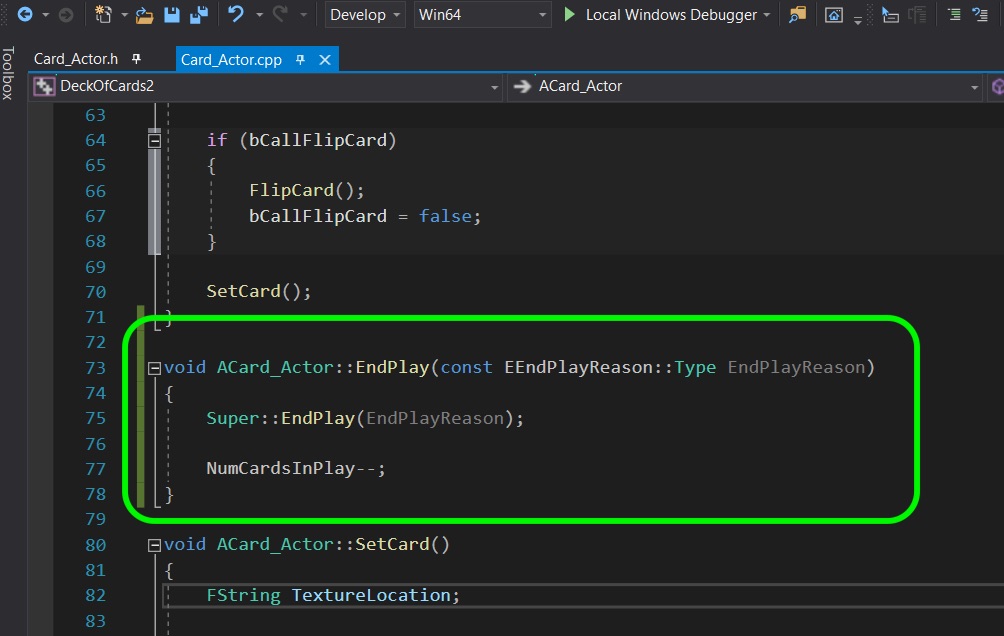 Develop
Win64
Local Windows Debugger
Toolbox
Card_Actor.h
Card_Actor.cpp
DeckOfCards2
ACard_Actor
63
64 if (bCallFlipCard)
65 {
66 FlipCard();
67 bCallFlipCard = false;
68 }
69
70 SetCard();
71 }
72
73 void ACard_Actor::EndPlay(const EEndPlayReason::Type EndPlayReason)
74 {
75 Super::EndPlay(EndPlayReason);
76
77 NumCardsInPlay--;
78 }
79
80 void ACard_Actor::SetCard()
81 {
82 FString TextureLocation;
83